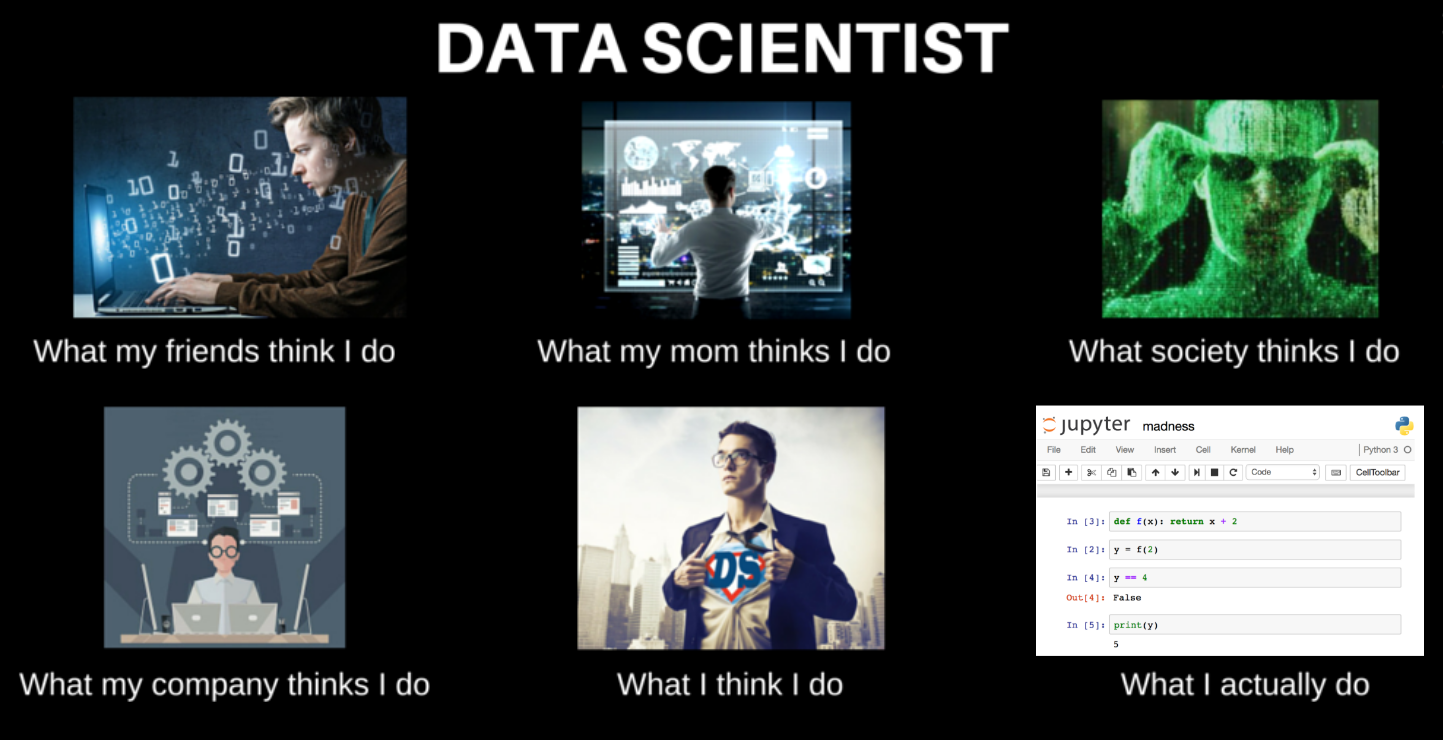 DATA SCIENTIST
What my friends think I do
What my mom thinks I do
What society thinks I do
DS
jupyter madness
File Edit View Insert Cell Kernel Help Python 3
Code CellToolbar
In [3]: def f(x): return x + 2
In [2]: y = f(2)
In [4]: y == 4
Out[4]: False
In [5]: print(y)
5
What my company thinks I do
What I think I do
What I actually do